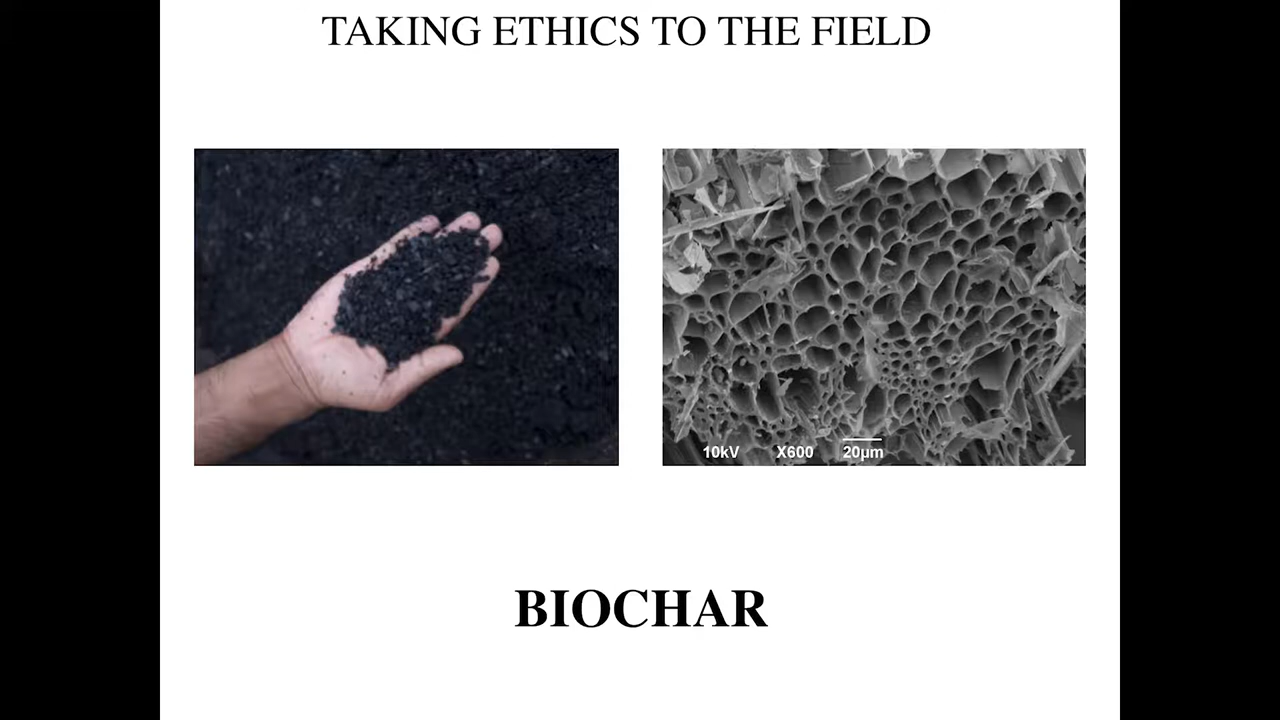 TAKING ETHICS TO THE FIELD
10kV X600 20μm
BIOCHAR